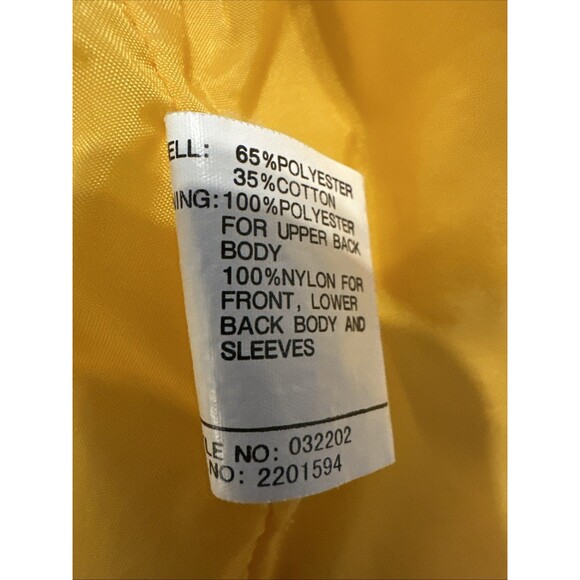 ELL: 65%POLYESTER
35%COTTON
NING: 100%POLYESTER
FOR UPPER BACK
BODY
100%NYLON FOR
FRONT, LOWER
BACK BODY AND
SLEEVES
LE NO: 032202
NO: 2201594